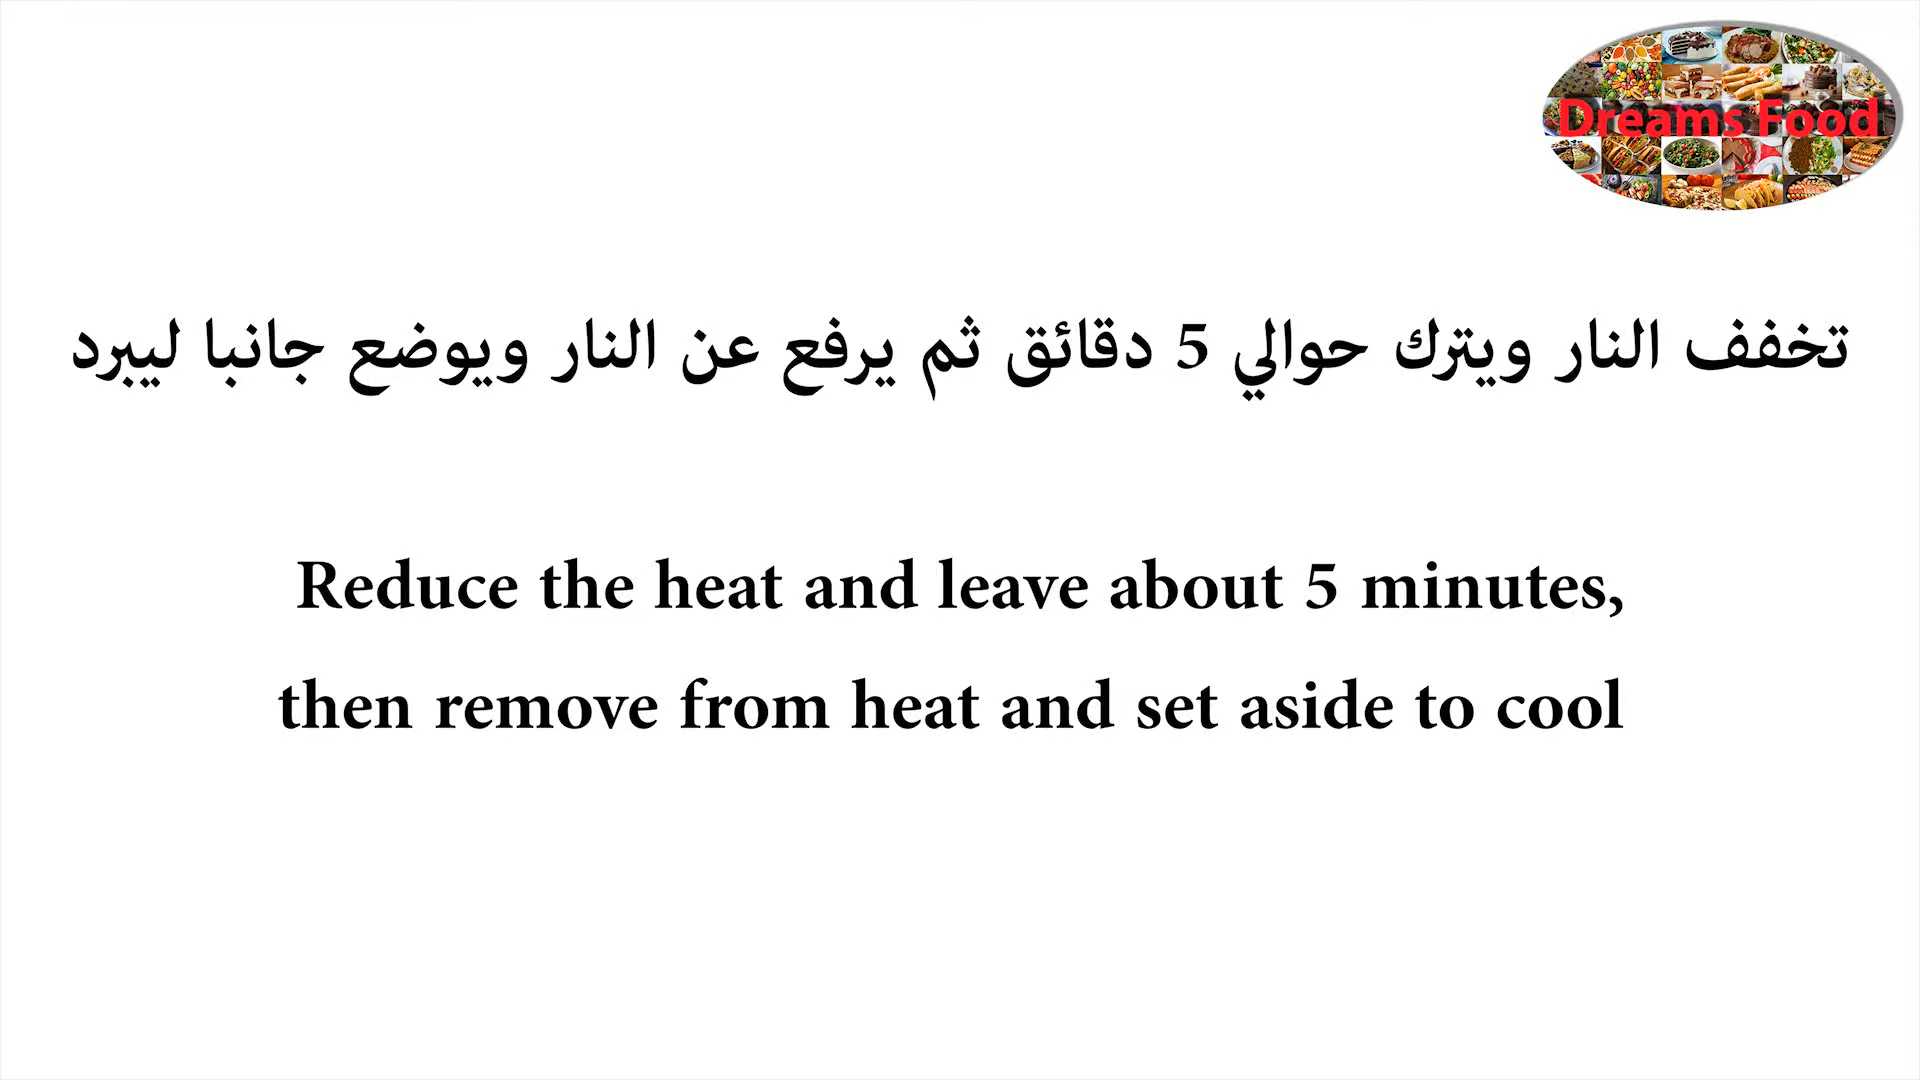 Dreams Food
تخفف النار ويترك حوالي 5 دقائق ثم يرفع عن النار ويوضع جانبا ليبرد
Reduce the heat and leave about 5 minutes,
then remove from heat and set aside to cool